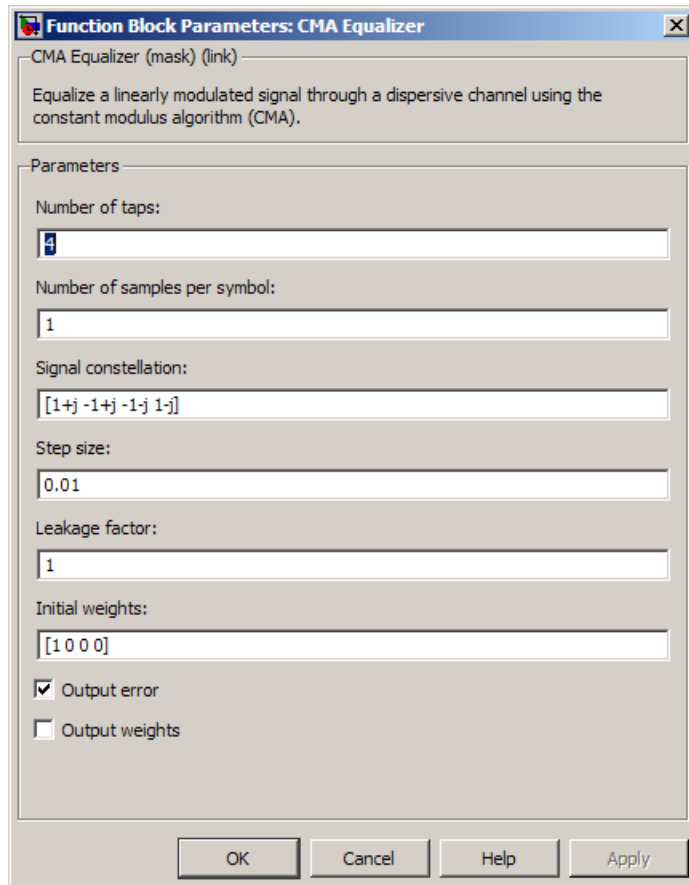 Function Block Parameters: CMA Equalizer
CMA Equalizer (mask) (link)
Equalize a linearly modulated signal through a dispersive channel using the
constant modulus algorithm (CMA).
Parameters
Number of taps:
4
Number of samples per symbol:
1
Signal constellation:
[1+j -1+j -1-j 1-j]
Step size:
0.01
Leakage factor:
1
Initial weights:
[1 0 0 0]
Output error
Output weights
OK Cancel Help Apply